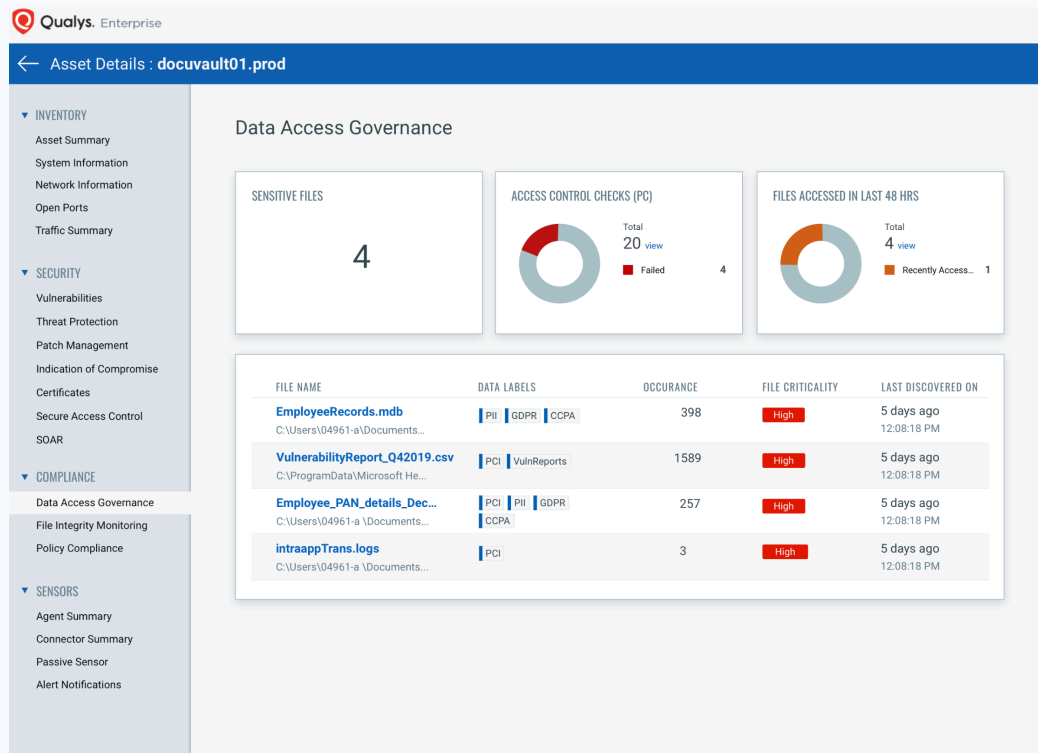 Qualys. Enterprise
Asset Details : docuvault01.prod
INVENTORY
Asset Summary
System Information
Network Information
Open Ports
Traffic Summary
SECURITY
Vulnerabilities
Threat Protection
Patch Management
Indication of Compromise
Certificates
Secure Access Control
SOAR
COMPLIANCE
Data Access Governance
File Integrity Monitoring
Policy Compliance
SENSORS
Agent Summary
Connector Summary
Passive Sensor
Alert Notifications
Data Access Governance
SENSITIVE FILES
4
ACCESS CONTROL CHECKS (PC)
Total
20 view
Failed 4
FILES ACCESSED IN LAST 48 HRS
Total
4 view
Recently Access... 1
FILE NAME DATA LABELS OCCURANCE FILE CRITICALITY LAST DISCOVERED ON
EmployeeRecords.mdb PII GDPR CCPA 398 High 5 days ago
C:\Users\04961-a\Documents... 12:08:18 PM
VulnerabilityReport_Q42019.csv PCI VulnReports 1589 High 5 days ago
C:\ProgramData\Microsoft He... 12:08:18 PM
Employee_PAN_details_Dec... PCI PII GDPR 257 High 5 days ago
C:\Users\04961-a \Documents... CCPA 12:08:18 PM
intraappTrans.logs PCI 3 High 5 days ago
C:\Users\04961-a \Documents... 12:08:18 PM